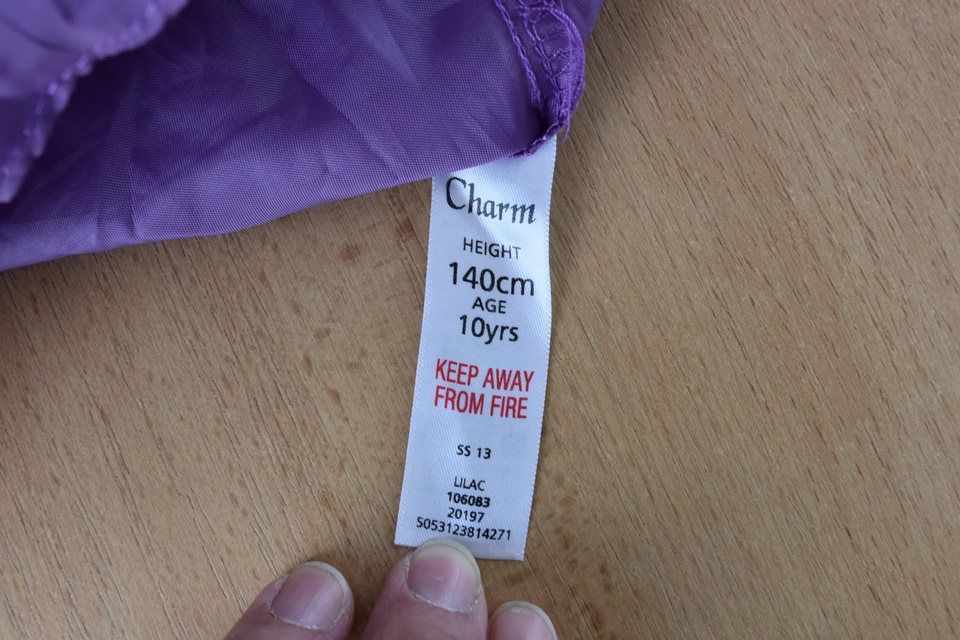 Charm
HEIGHT
140cm
AGE
10yrs
KEEP AWAY
FROM FIRE
SS 13
LILAC
106083
20197
5053123814271